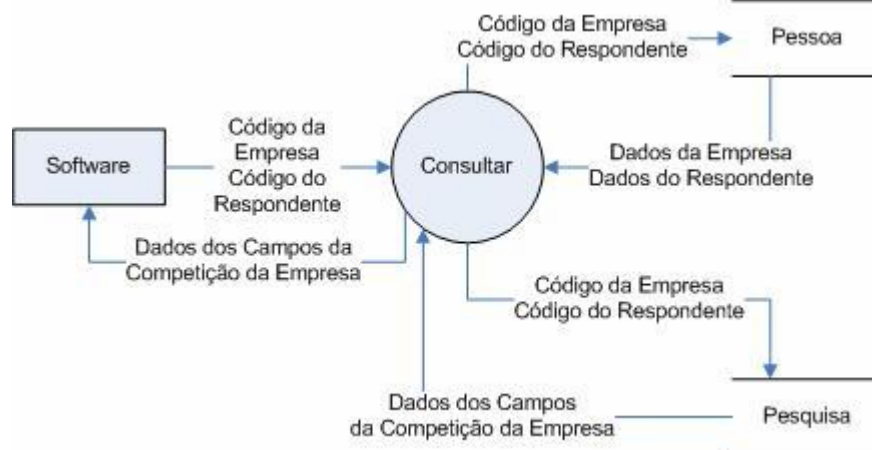 Código da Empresa
Código do Respondente
Pessoa
Código da
Empresa
Código do
Respondente
Software
Consultar
Dados da Empresa
Dados do Respondente
Dados dos Campos da
Competição da Empresa
Código da Empresa
Código do Respondente
Dados dos Campos
da Competição da Empresa
Pesquisa